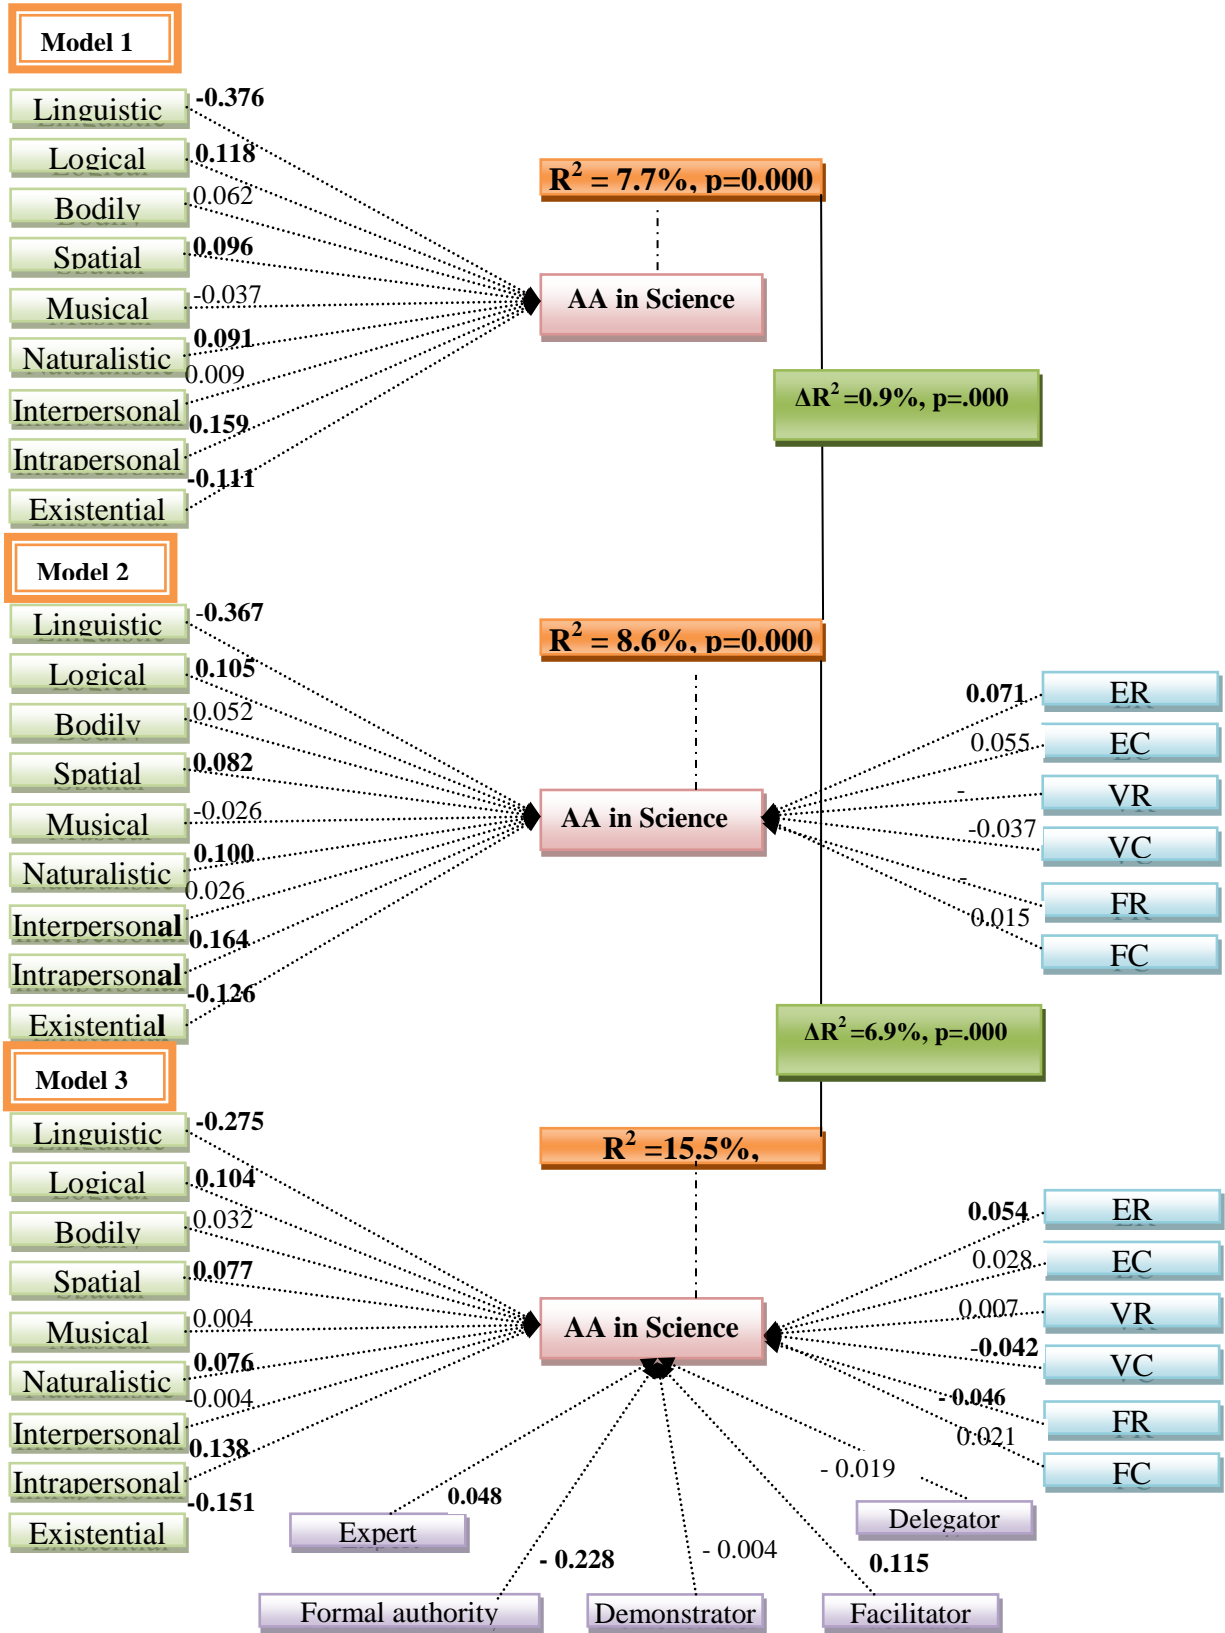 Model 1
Linguistic -0.376
Logical 0.118
Bodily 0.062
Spatial 0.096
Musical -0.037
Naturalistic 0.091
Interpersonal 0.009
Intrapersonal 0.159
Existential -0.111
R² = 7.7%, p=0.000
AA in Science
ΔR² =0.9%, p=.000
Model 2
Linguistic -0.367
Logical 0.105
Bodily 0.052
Spatial 0.082
Musical -0.026
Naturalistic 0.100
Interpersonal 0.026
Intrapersonal 0.164
Existential -0.126
R² = 8.6%, p=0.000
AA in Science
0.071 ER
0.055 EC
- VR
-0.037 VC
- FR
0.015 FC
ΔR² =6.9%, p=.000
Model 3
Linguistic -0.275
Logical 0.104
Bodily 0.032
Spatial 0.077
Musical 0.004
Naturalistic 0.076
Interpersonal -0.004
Intrapersonal 0.138
Existential -0.151
R² =15.5%,
AA in Science
0.054 ER
0.028 EC
0.007 VR
-0.042 VC
- 0.046 FR
0.021 FC
0.048 Expert
- 0.228 Formal authority
- 0.004 Demonstrator
0.115 Facilitator
- 0.019 Delegator